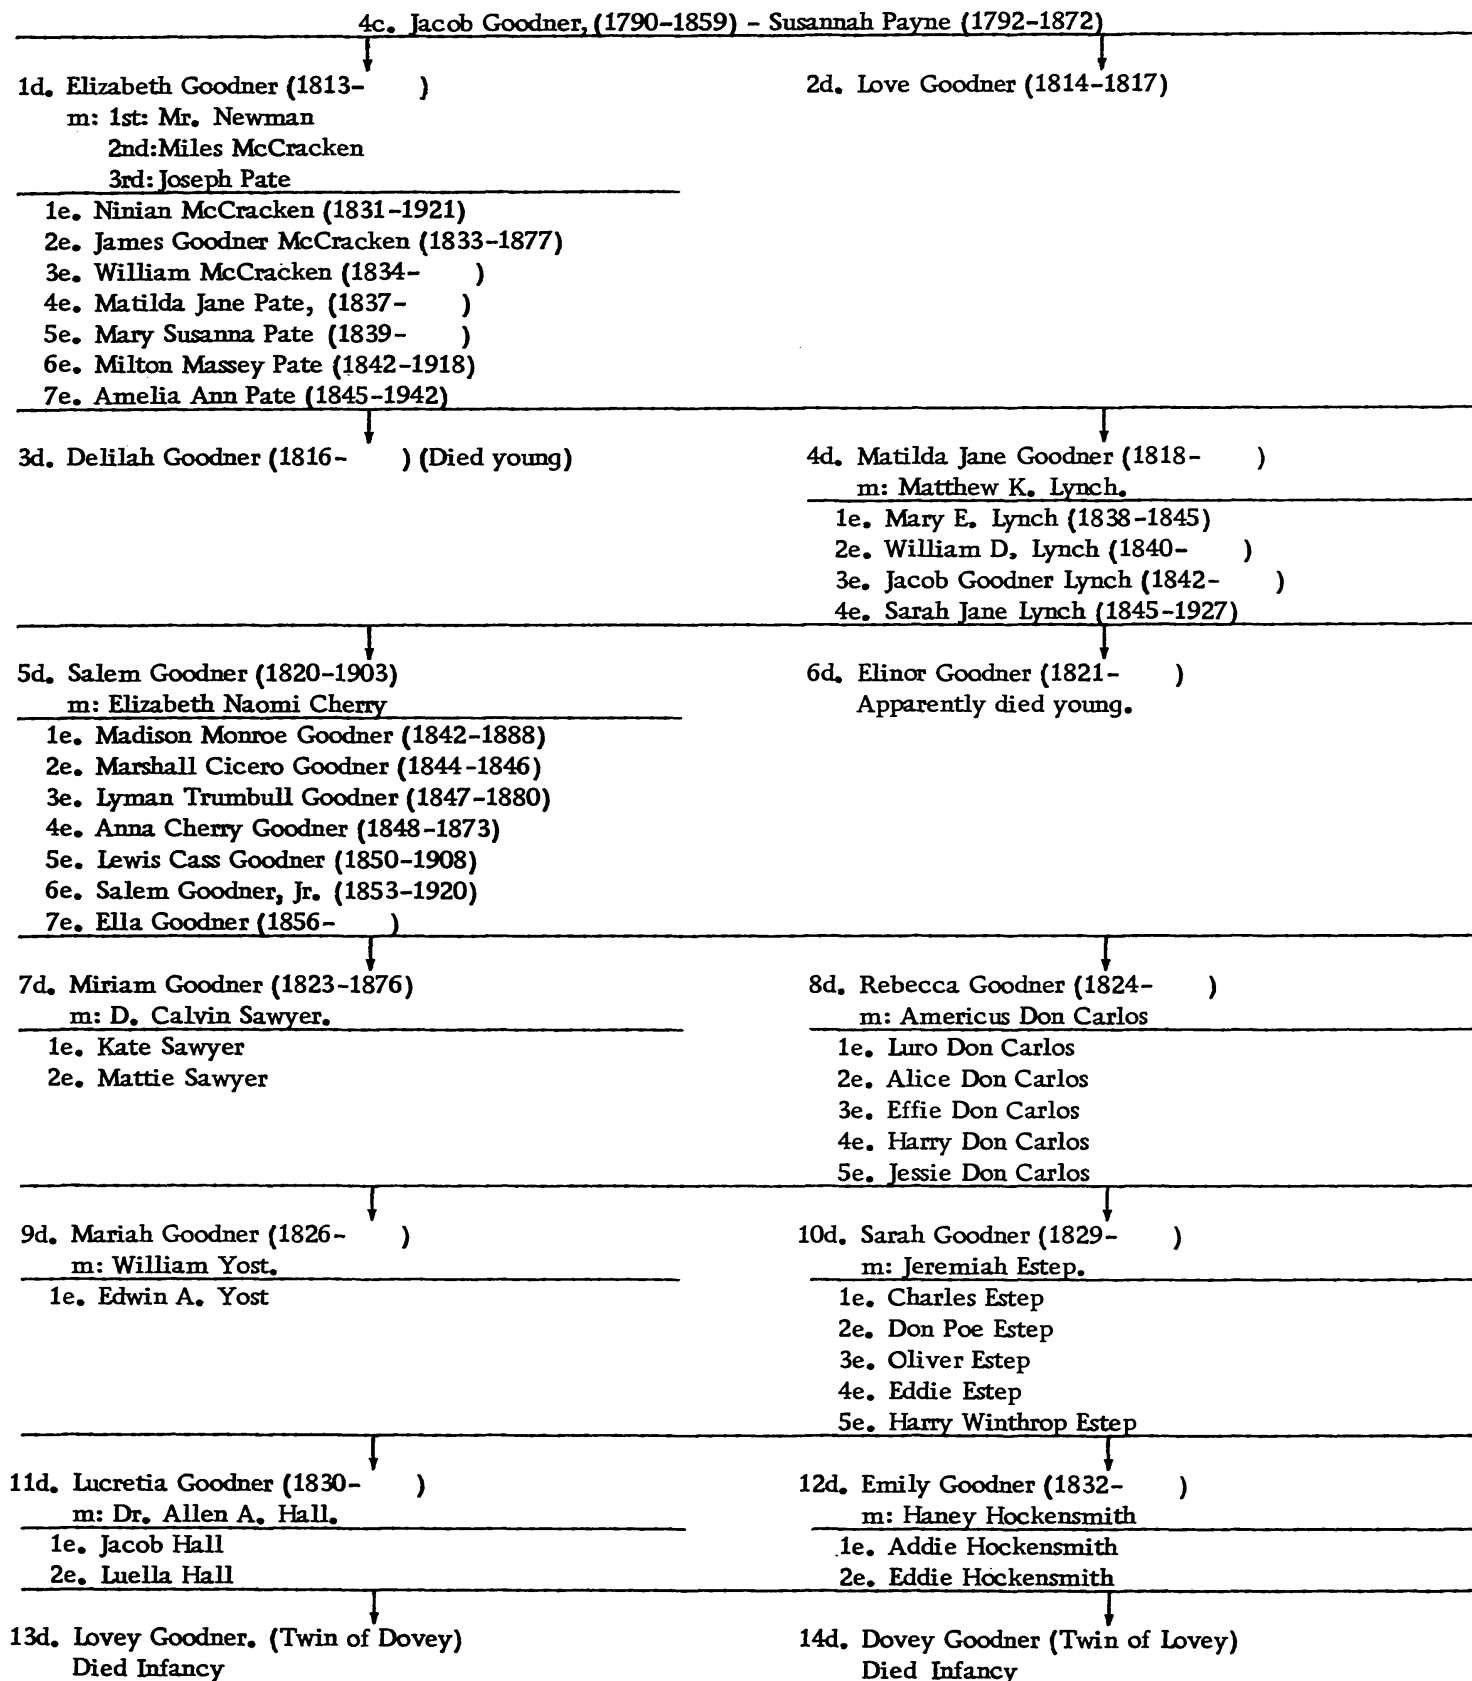 4c. Jacob Goodner, (1790-1859) - Susannah Payne (1792-1872)
1d. Elizabeth Goodner (1813-      )
m: 1st: Mr. Newman
2nd:Miles McCracken
3rd: Joseph Pate
1e. Ninian McCracken (1831-1921)
2e. James Goodner McCracken (1833-1877)
3e. William McCracken (1834-      )
4e. Matilda Jane Pate, (1837-      )
5e. Mary Susanna Pate (1839-      )
6e. Milton Massey Pate (1842-1918)
7e. Amelia Ann Pate (1845-1942)
2d. Love Goodner (1814-1817)
3d. Delilah Goodner (1816-      ) (Died young)
4d. Matilda Jane Goodner (1818-      )
m: Matthew K. Lynch.
1e. Mary E. Lynch (1838-1845)
2e. William D. Lynch (1840-      )
3e. Jacob Goodner Lynch (1842-      )
4e. Sarah Jane Lynch (1845-1927)
5d. Salem Goodner (1820-1903)
m: Elizabeth Naomi Cherry
1e. Madison Monroe Goodner (1842-1888)
2e. Marshall Cicero Goodner (1844-1846)
3e. Lyman Trumbull Goodner (1847-1880)
4e. Anna Cherry Goodner (1848-1873)
5e. Lewis Cass Goodner (1850-1908)
6e. Salem Goodner, Jr. (1853-1920)
7e. Ella Goodner (1856-      )
6d. Elinor Goodner (1821-      )
Apparently died young.
7d. Miriam Goodner (1823-1876)
m: D. Calvin Sawyer.
1e. Kate Sawyer
2e. Mattie Sawyer
8d. Rebecca Goodner (1824-      )
m: Americus Don Carlos
1e. Luro Don Carlos
2e. Alice Don Carlos
3e. Effie Don Carlos
4e. Harry Don Carlos
5e. Jessie Don Carlos
9d. Mariah Goodner (1826-      )
m: William Yost.
1e. Edwin A. Yost
10d. Sarah Goodner (1829-      )
m: Jeremiah Estep.
1e. Charles Estep
2e. Don Poe Estep
3e. Oliver Estep
4e. Eddie Estep
5e. Harry Winthrop Estep
11d. Lucretia Goodner (1830-      )
m: Dr. Allen A. Hall.
1e. Jacob Hall
2e. Luella Hall
12d. Emily Goodner (1832-      )
m: Haney Hockensmith
1e. Addie Hockensmith
2e. Eddie Hockensmith
13d. Lovey Goodner. (Twin of Dovey)
Died Infancy
14d. Dovey Goodner (Twin of Lovey)
Died Infancy